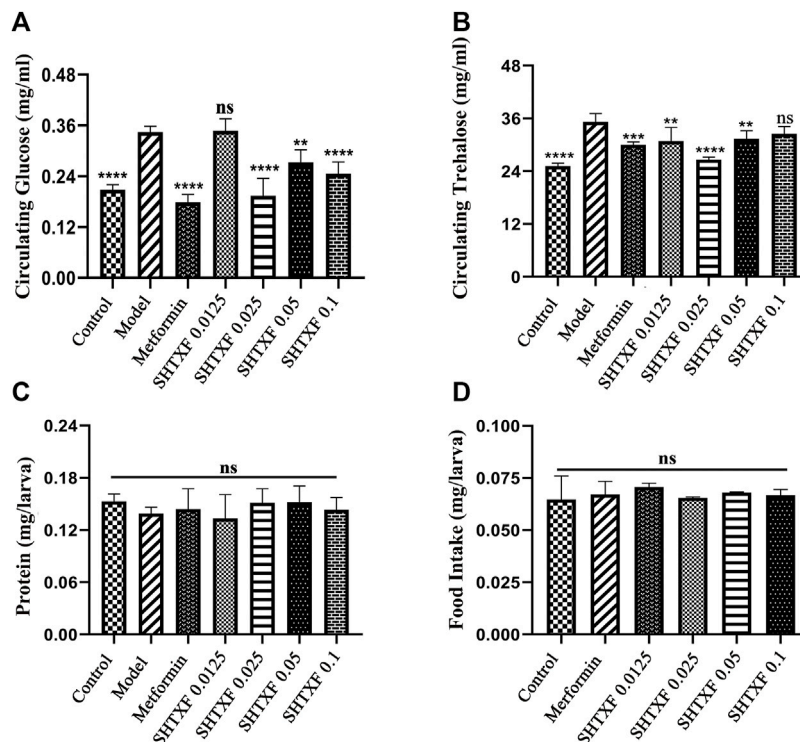 A
Circulating Glucose (mg/ml)
0.48
0.36
0.24
0.12
0.00
****
****
ns
****
**
****
Control
Model
Metformin
SHTXF 0.0125
SHTXF 0.025
SHTXF 0.05
SHTXF 0.1
B
Circulating Trehalose (mg/ml)
48
36
24
12
0
****
***
**
****
**
ns
Control
Model
Metformin
SHTXF 0.0125
SHTXF 0.025
SHTXF 0.05
SHTXF 0.1
C
Protein (mg/larva)
0.24
0.18
0.12
0.06
0.00
ns
Control
Model
Metformin
SHTXF 0.0125
SHTXF 0.025
SHTXF 0.05
SHTXF 0.1
D
Food Intake (mg/larva)
0.100
0.075
0.050
0.025
0.000
ns
Control
Merformin
SHTXF 0.0125
SHTXF 0.025
SHTXF 0.05
SHTXF 0.1